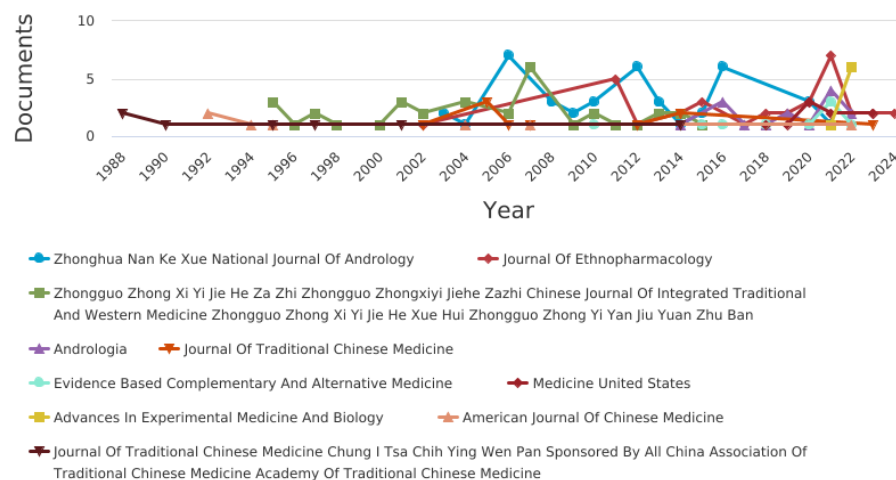 10
5
0
Documents
1988 1990 1992 1994 1996 1998 2000 2002 2004 2006 2008 2010 2012 2014 2016 2018 2020 2022 2024
Year
Zhonghua Nan Ke Xue National Journal Of Andrology Journal Of Ethnopharmacology
Zhongguo Zhong Xi Yi Jie He Za Zhi Zhongguo Zhongxiyi Jiehe Zazhi Chinese Journal Of Integrated Traditional
And Western Medicine Zhongguo Zhong Xi Yi Jie He Xue Hui Zhongguo Zhong Yi Yan Jiu Yuan Zhu Ban
Andrologia Journal Of Traditional Chinese Medicine
Evidence Based Complementary And Alternative Medicine Medicine United States
Advances In Experimental Medicine And Biology American Journal Of Chinese Medicine
Journal Of Traditional Chinese Medicine Chung I Tsa Chih Ying Wen Pan Sponsored By All China Association Of
Traditional Chinese Medicine Academy Of Traditional Chinese Medicine